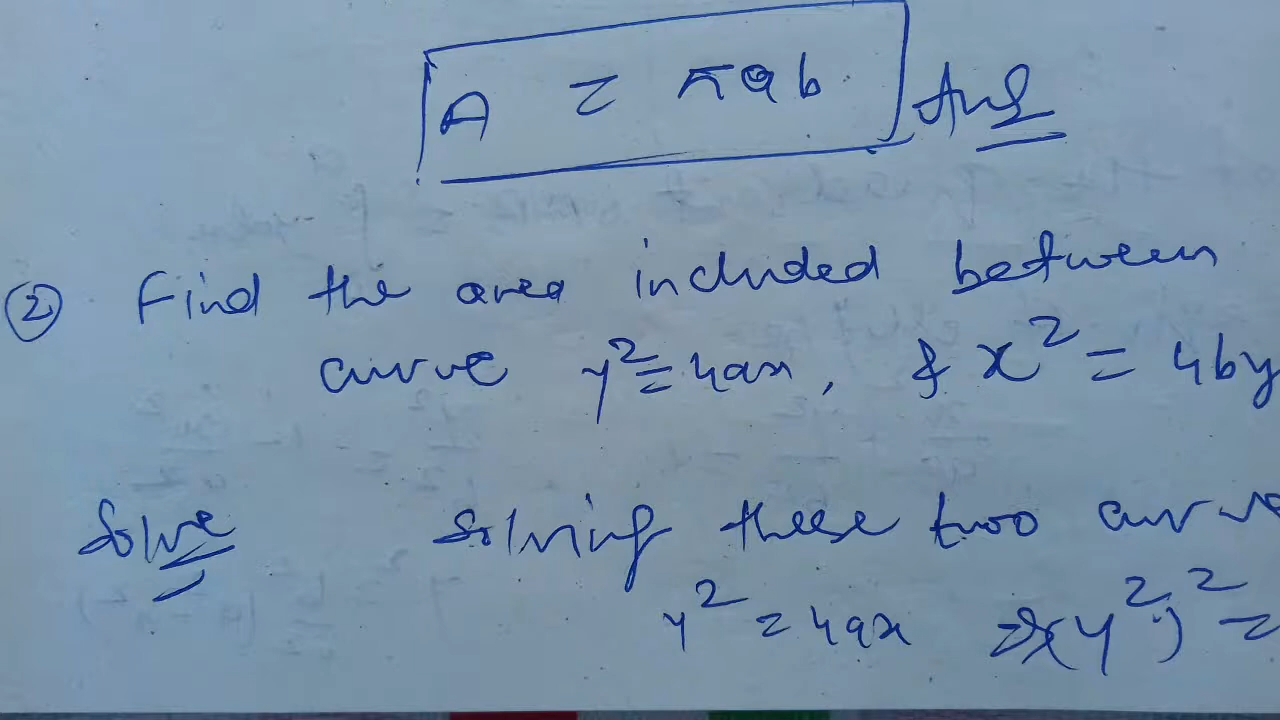 A = πab Ans
② Find the area included between
curve y²=4ax, & x² = 4by
Solve Solving these two curve
y² = 4ax ⇒ (y²)² =